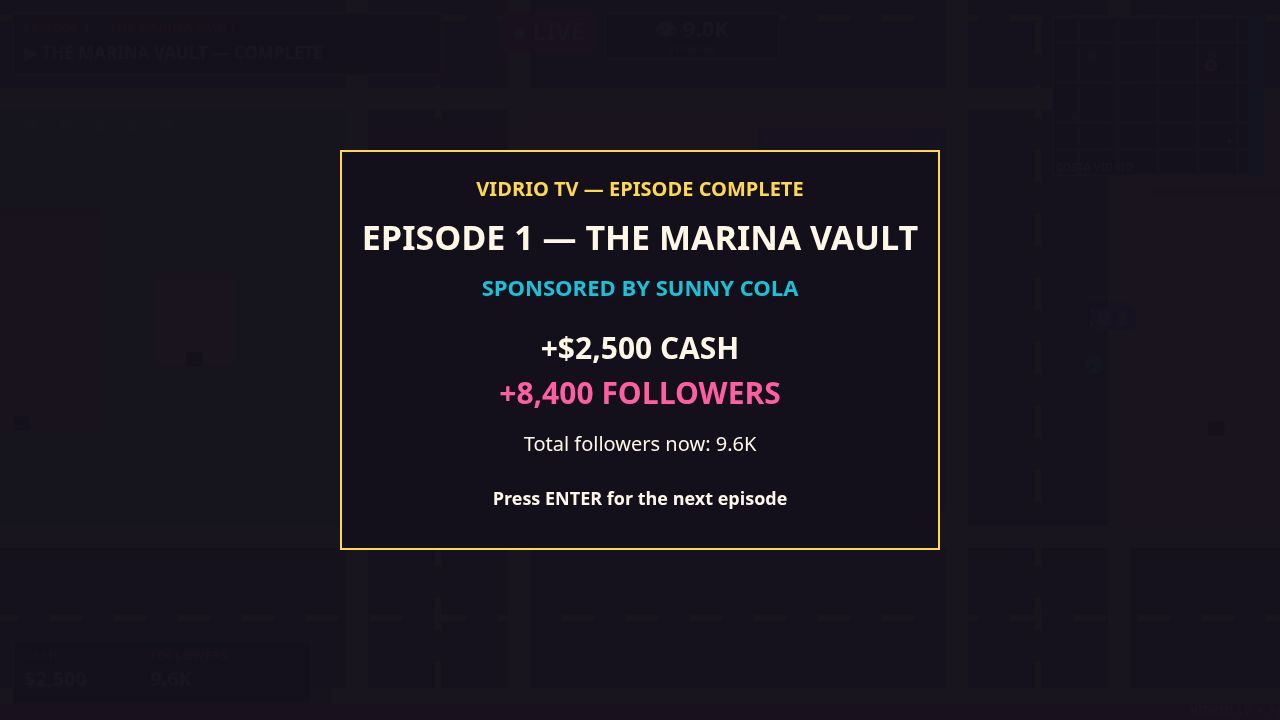 ▶ THE MARINA VAULT — COMPLETE
● LIVE
9.0K
COSTA VIDRIO
VIDRIO TV — EPISODE COMPLETE
EPISODE 1 — THE MARINA VAULT
SPONSORED BY SUNNY COLA
+$2,500 CASH
+8,400 FOLLOWERS
Total followers now: 9.6K
Press ENTER for the next episode
$2,500
9.6K